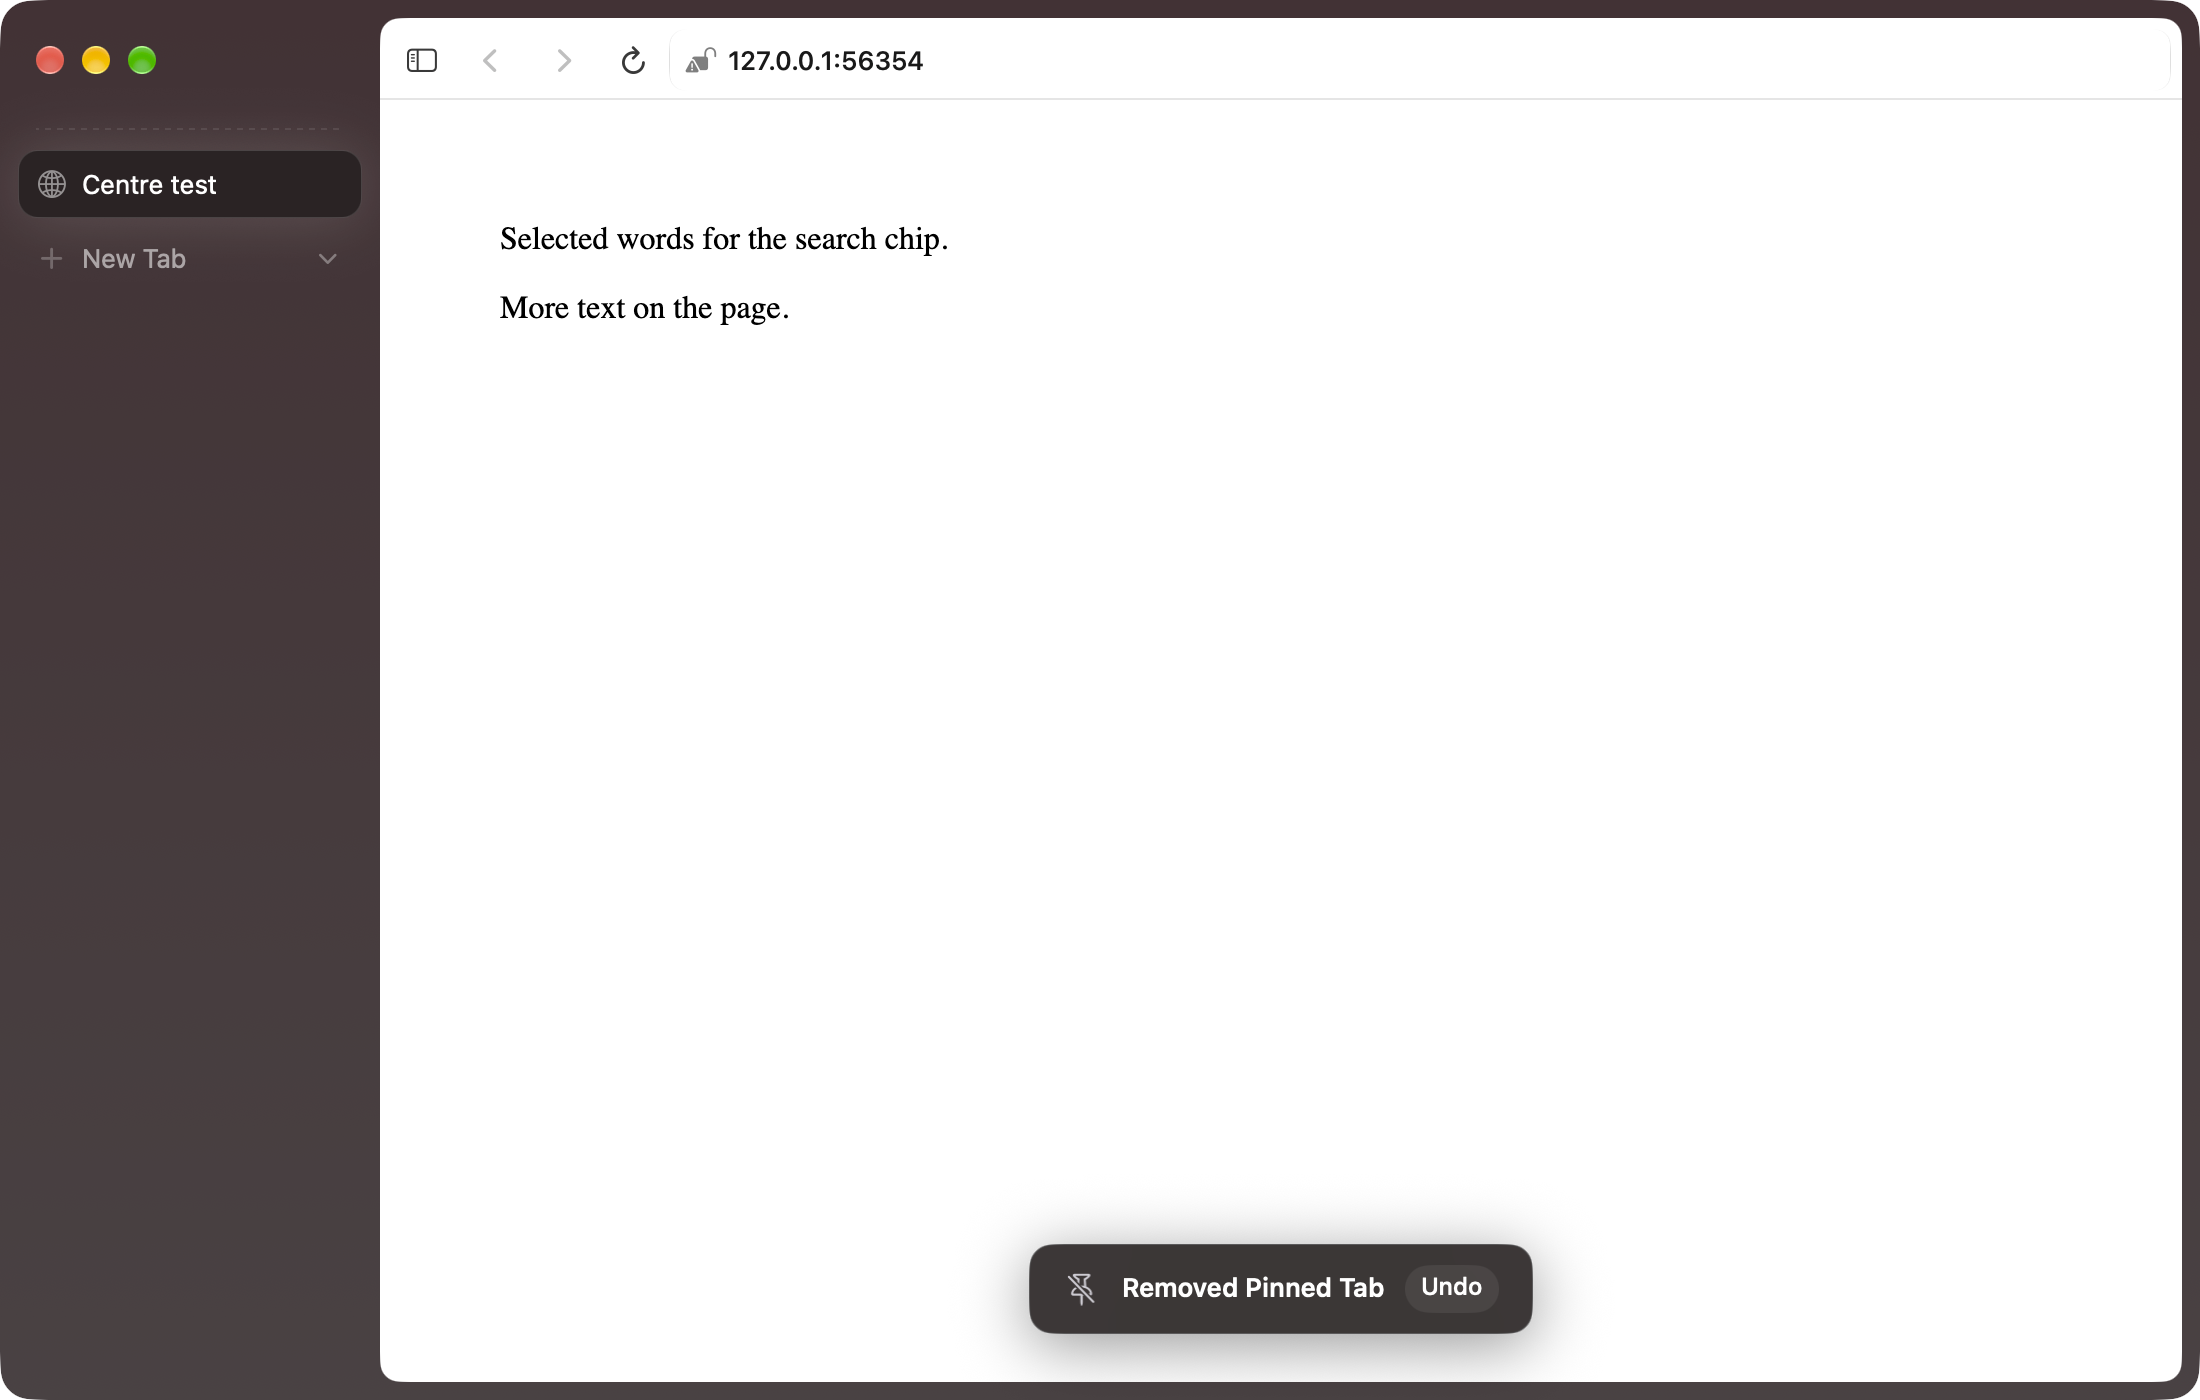 127.0.0.1:56354
Centre test
New Tab
Selected words for the search chip.
More text on the page.
Removed Pinned Tab
Undo